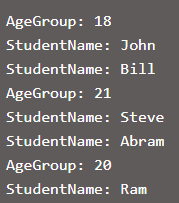 AgeGroup: 18
StudentName: John
StudentName: Bill
AgeGroup: 21
StudentName: Steve
StudentName: Abram
AgeGroup: 20
StudentName: Ram